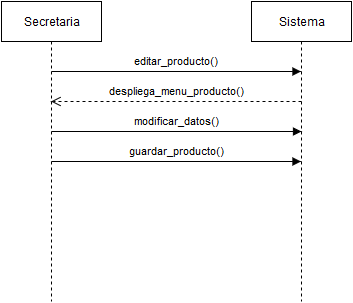 Secretaria
Sistema
editar_producto()
despliega_menu_producto()
modificar_datos()
guardar_producto()